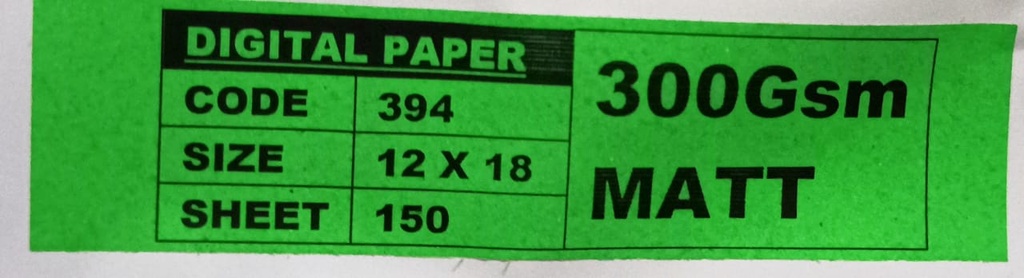 DIGITAL PAPER
CODE 394
SIZE 12 X 18
SHEET 150
300Gsm
MATT